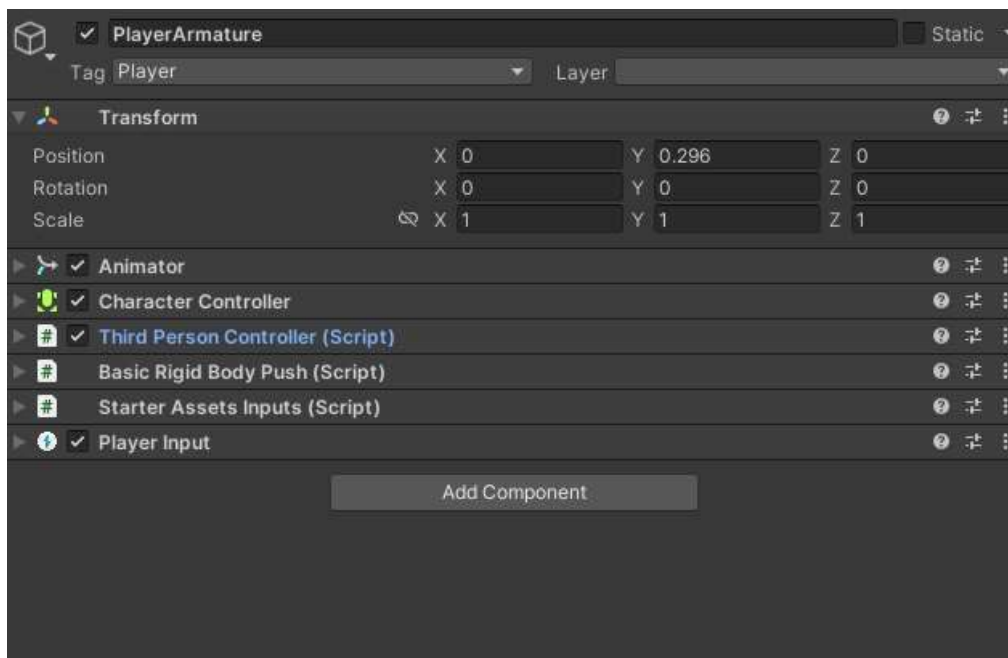 PlayerArmature Static
Tag Player Layer
Transform
Position X 0 Y 0.296 Z 0
Rotation X 0 Y 0 Z 0
Scale X 1 Y 1 Z 1
Animator
Character Controller
# Third Person Controller (Script)
# Basic Rigid Body Push (Script)
# Starter Assets Inputs (Script)
Player Input
Add Component